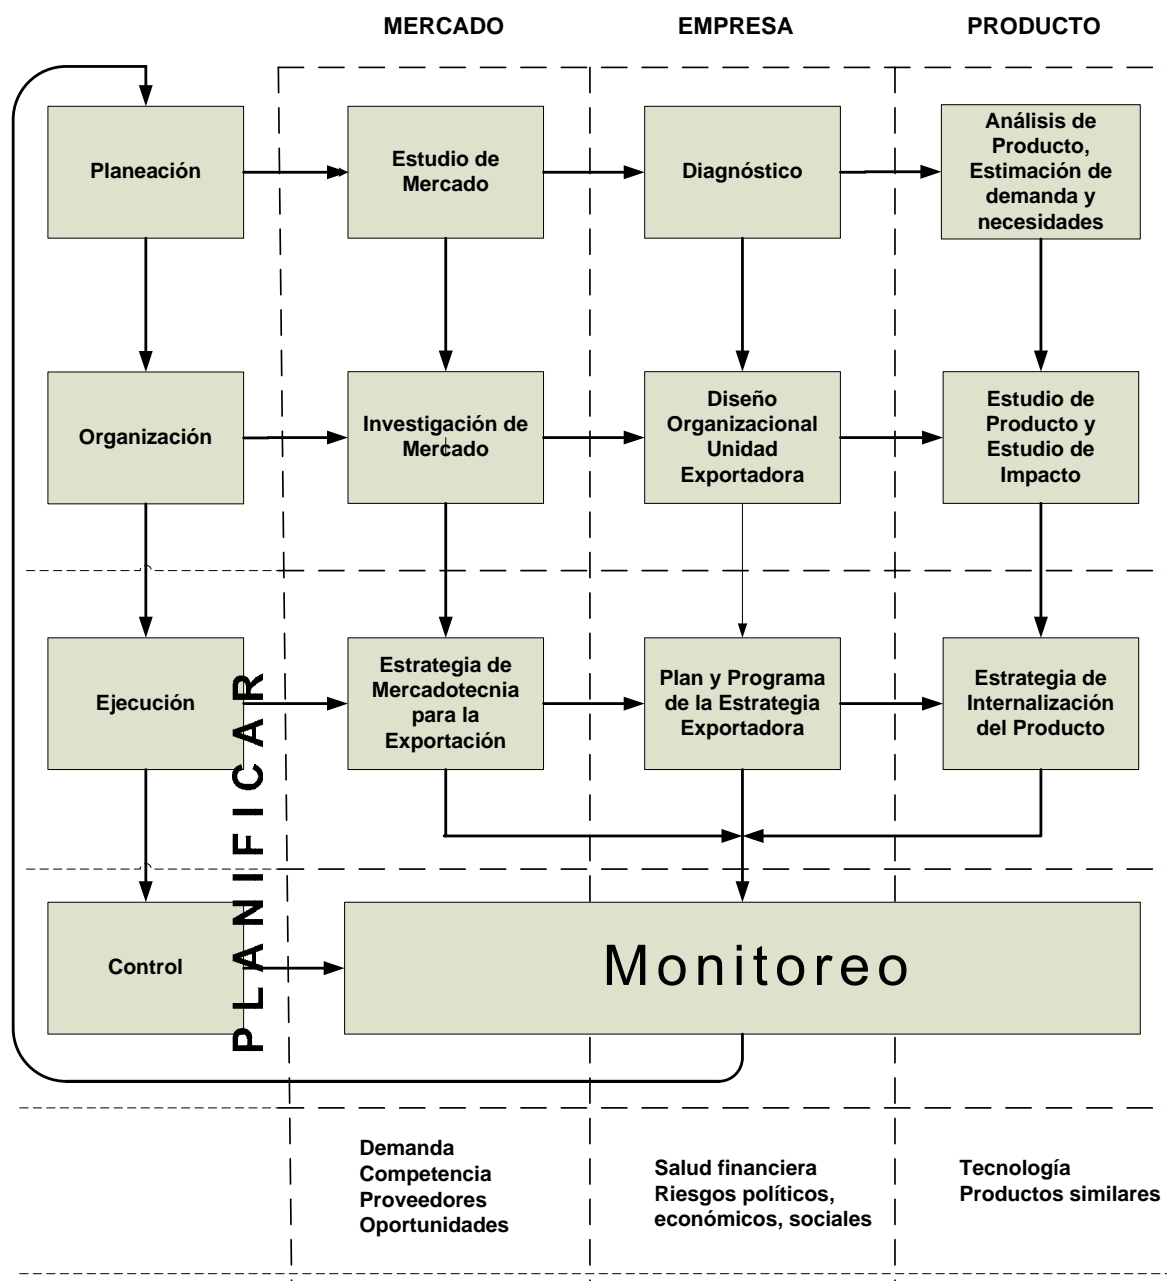 MERCADO
EMPRESA
PRODUCTO
Planeación
Estudio de
Mercado
Diagnóstico
Análisis de
Producto,
Estimación de
demanda y
necesidades
Organización
Investigación de
Mercado
Diseño
Organizacional
Unidad
Exportadora
Estudio de
Producto y
Estudio de
Impacto
Ejecución
Estrategia de
Mercadotecnia
para la
Exportación
Plan y Programa
de la Estrategia
Exportadora
Estrategia de
Internalización
del Producto
PLANIFICAR
Control
Monitoreo
Demanda
Competencia
Proveedores
Oportunidades
Salud financiera
Riesgos políticos,
económicos, sociales
Tecnología
Productos similares